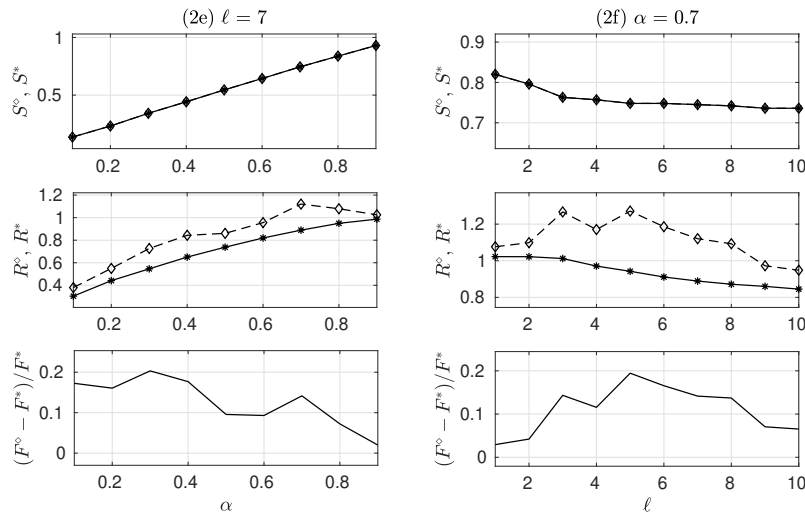 (2e) ℓ = 7
S°, S*
1
0.5
0.2 0.4 0.6 0.8
R°, R*
1.2
1
0.8
0.6
0.4
0.2 0.4 0.6 0.8
(F° − F*)/F*
0.2
0.1
0
0.2 0.4 0.6 0.8
α
(2f) α = 0.7
S°, S*
0.9
0.8
0.7
2 4 6 8 10
R°, R*
1.2
1
0.8
2 4 6 8 10
(F° − F*)/F*
0.2
0.1
0
2 4 6 8 10
ℓ